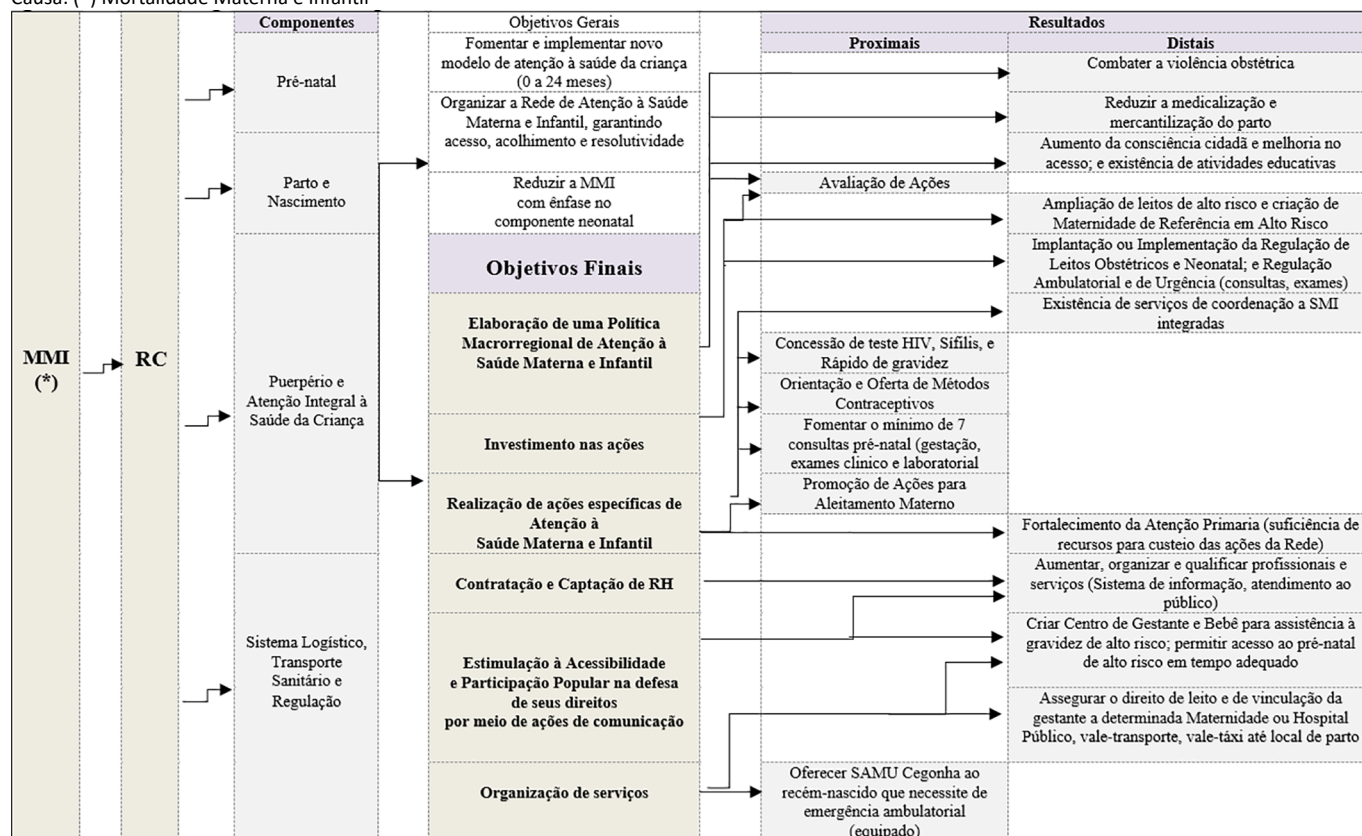 Causa: (*) Mortalidade Materna e Infantil
Componentes
Objetivos Gerais
Resultados
Proximais
Distais
MMI
(*)
RC
Pré-natal
Parto e
Nascimento
Puerpério e
Atenção Integral à
Saúde da Criança
Sistema Logístico,
Transporte
Sanitário e
Regulação
Fomentar e implementar novo
modelo de atenção à saúde da criança
(0 a 24 meses)
Organizar a Rede de Atenção à Saúde
Materna e Infantil, garantindo
acesso, acolhimento e resolutividade
Reduzir a MMI
com ênfase no
componente neonatal
Objetivos Finais
Elaboração de uma Política
Macrorregional de Atenção à
Saúde Materna e Infantil
Investimento nas ações
Realização de ações específicas de
Atenção à
Saúde Materna e Infantil
Contratação e Captação de RH
Estimulação à Acessibilidade
e Participação Popular na defesa
de seus direitos
por meio de ações de comunicação
Organização de serviços
Avaliação de Ações
Concessão de teste HIV, Sífilis, e
Rápido de gravidez
Orientação e Oferta de Métodos
Contraceptivos
Fomentar o mínimo de 7
consultas pré-natal (gestação,
exames clinico e laboratorial
Promoção de Ações para
Aleitamento Materno
Oferecer SAMU Cegonha ao
recém-nascido que necessite de
emergência ambulatorial
(equipado)
Combater a violência obstétrica
Reduzir a medicalização e
mercantilização do parto
Aumento da consciência cidadã e melhoria no
acesso; e existência de atividades educativas
Ampliação de leitos de alto risco e criação de
Maternidade de Referência em Alto Risco
Implantação ou Implementação da Regulação de
Leitos Obstétricos e Neonatal; e Regulação
Ambulatorial e de Urgência (consultas, exames)
Existência de serviços de coordenação a SMI
integradas
Fortalecimento da Atenção Primaria (suficiência de
recursos para custeio das ações da Rede)
Aumentar, organizar e qualificar profissionais e
serviços (Sistema de informação, atendimento ao
público)
Criar Centro de Gestante e Bebê para assistência à
gravidez de alto risco; permitir acesso ao pré-natal
de alto risco em tempo adequado
Assegurar o direito de leito e de vinculação da
gestante a determinada Maternidade ou Hospital
Público, vale-transporte, vale-táxi até local de parto